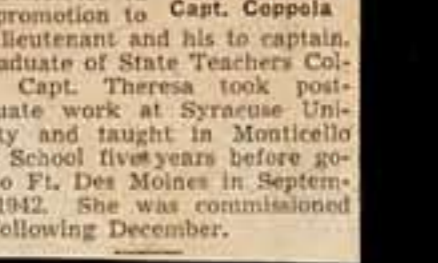 promotion to Capt. Coppola
lieutenant and his to captain.
aduate of State Teachers Col-
Capt. Theresa took post-
uate work at Syracuse Uni-
ty and taught in Monticello
School five years before go-
o Ft. Des Moines in Septem-
1942. She was commissioned
ollowing December.